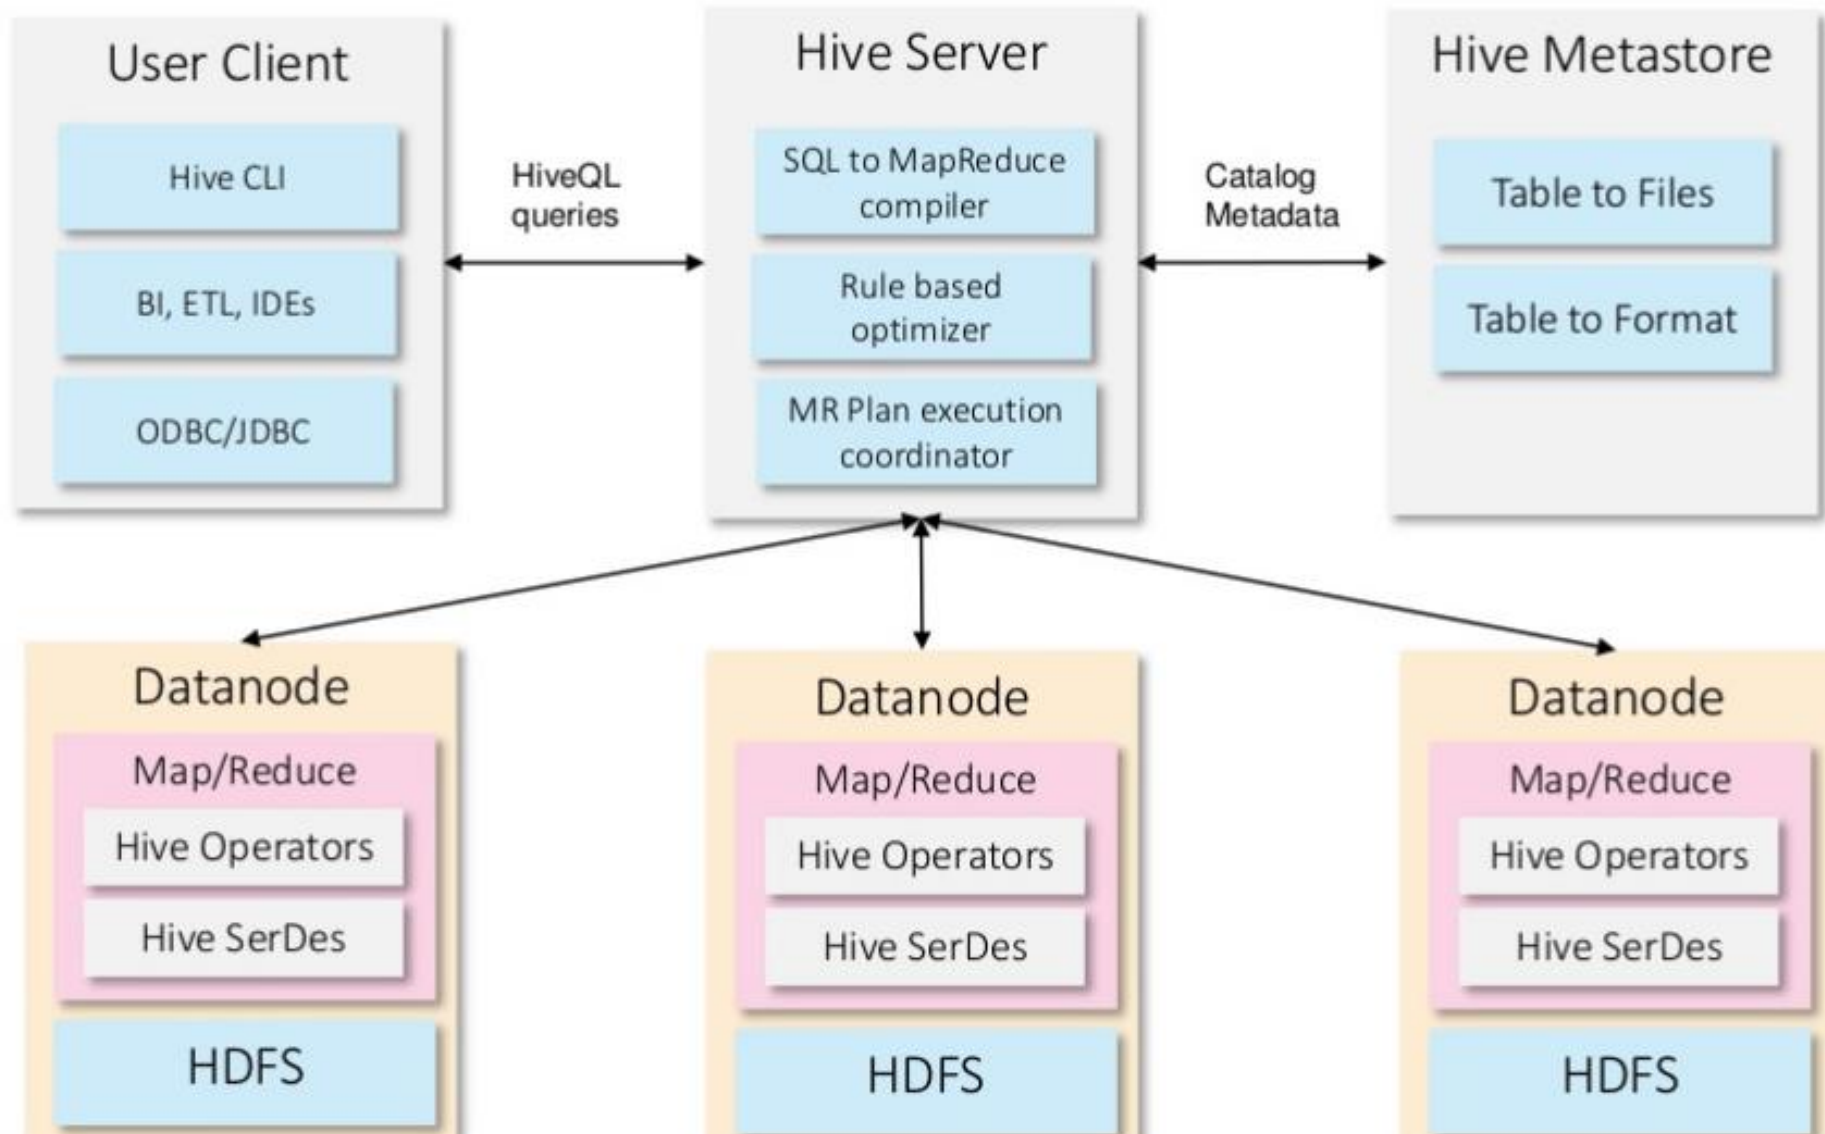 User Client
Hive CLI
BI, ETL, IDEs
ODBC/JDBC
HiveQL
queries
Hive Server
SQL to MapReduce
compiler
Rule based
optimizer
MR Plan execution
coordinator
Catalog
Metadata
Hive Metastore
Table to Files
Table to Format
Datanode
Map/Reduce
Hive Operators
Hive SerDes
HDFS
Datanode
Map/Reduce
Hive Operators
Hive SerDes
HDFS
Datanode
Map/Reduce
Hive Operators
Hive SerDes
HDFS